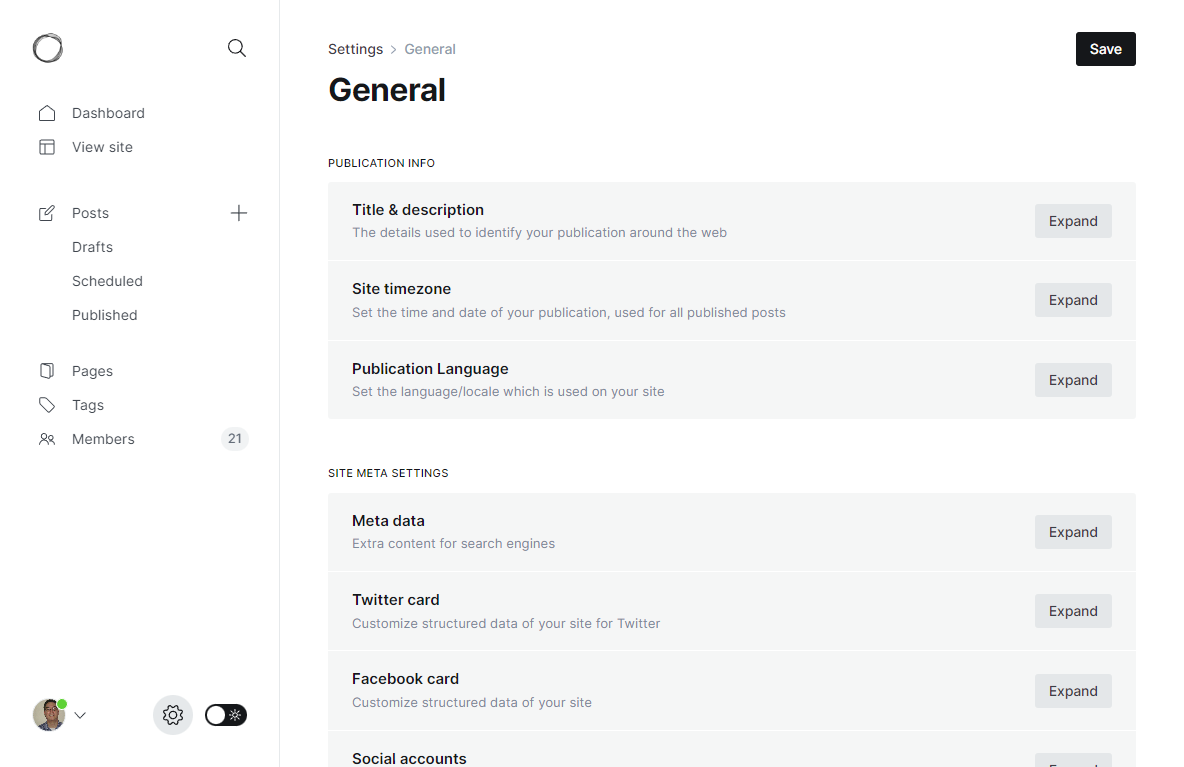 Settings > General
Save
General
Dashboard
View site
Posts
Drafts
Scheduled
Published
Pages
Tags
Members 21
PUBLICATION INFO
Title & description
The details used to identify your publication around the web
Expand
Site timezone
Set the time and date of your publication, used for all published posts
Expand
Publication Language
Set the language/locale which is used on your site
Expand
SITE META SETTINGS
Meta data
Extra content for search engines
Expand
Twitter card
Customize structured data of your site for Twitter
Expand
Facebook card
Customize structured data of your site
Expand
Social accounts